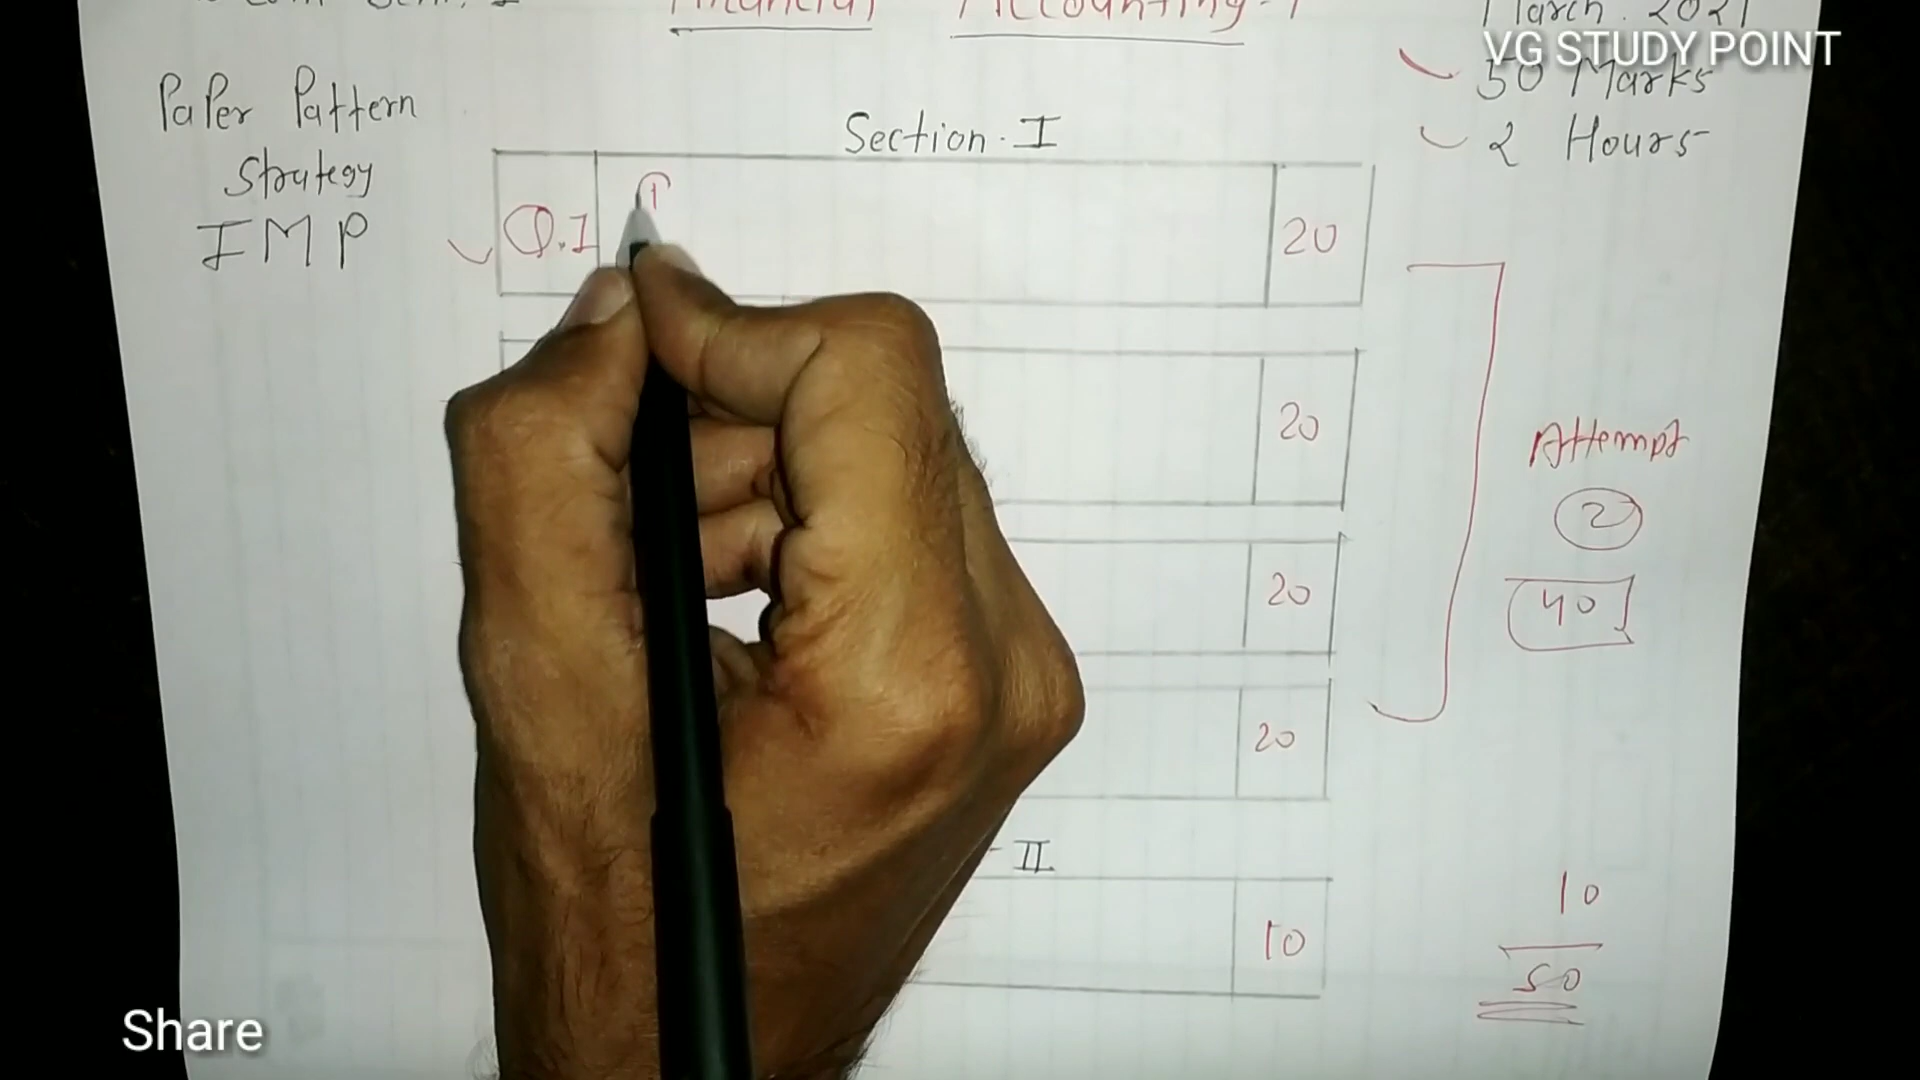 Financial Accounting-I
March. 2021
VG STUDY POINT
50 Marks
2 Hours
Paper Pattern
Strategy
IMP
Section-I
Q.1
1
20
20
20
20
Attempt
2
40
- II
10
10
50
Share